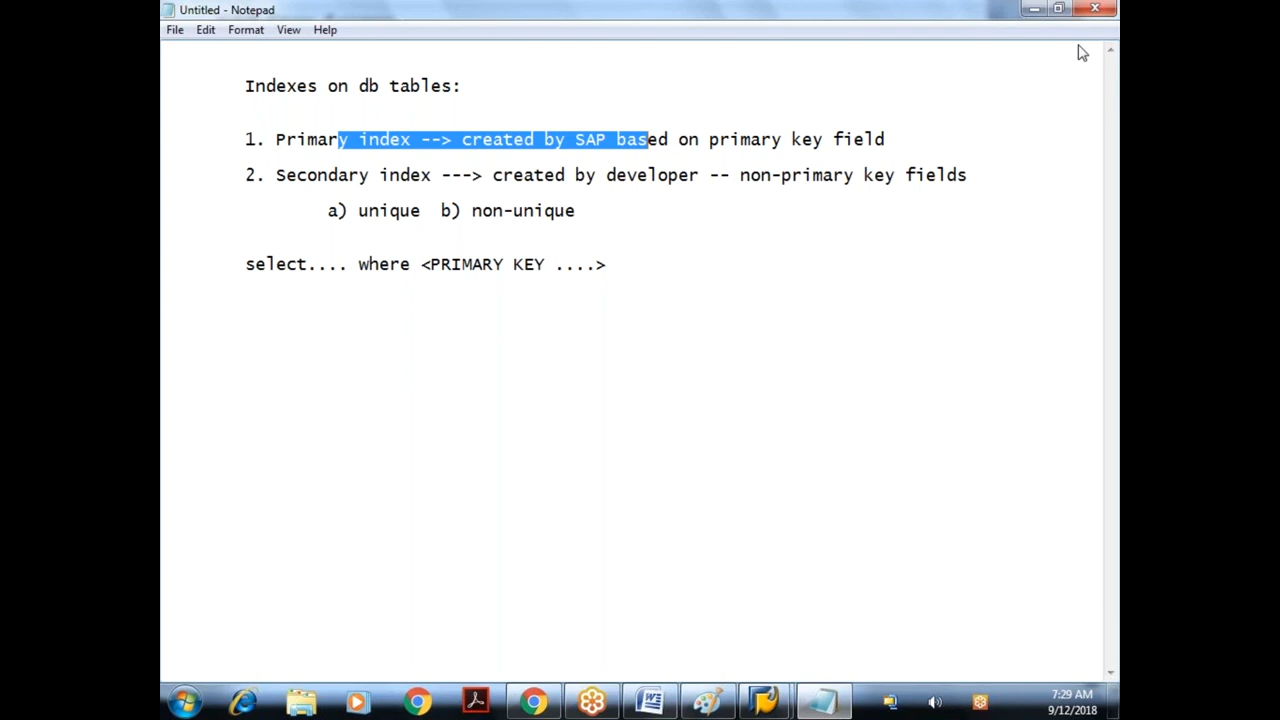 Untitled - Notepad
File Edit Format View Help
Indexes on db tables:
1. Primary index --> created by SAP based on primary key field
2. Secondary index ---> created by developer -- non-primary key fields
a) unique b) non-unique
select.... where <PRIMARY KEY ....>
7:29 AM
9/12/2018